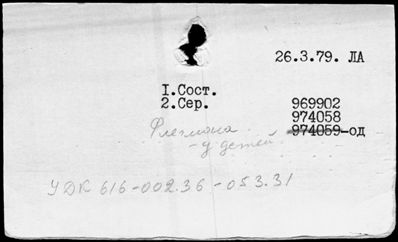 26.3.79. ЛА
I.Сост.
2.Сер. 969902
974058
974059-од
Флегмона
-у детей
УДК 616-002.36-053.31